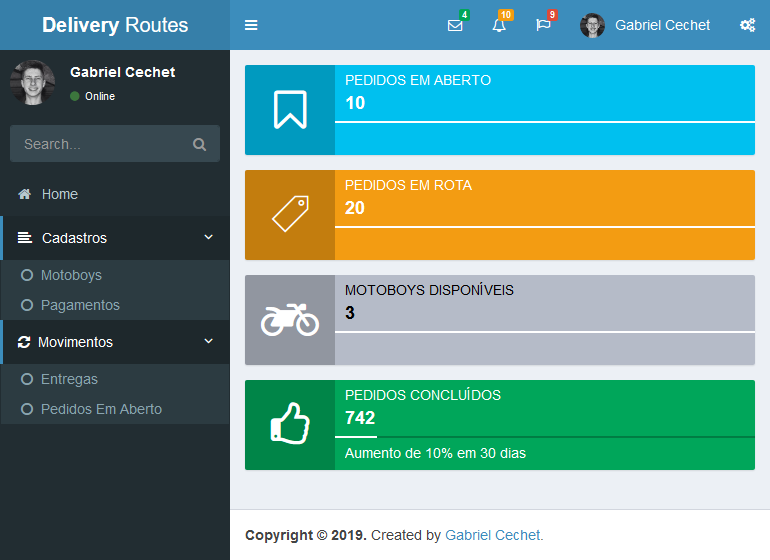 Delivery Routes
4
10
9
Gabriel Cechet
Gabriel Cechet
Online
Search...
Home
Cadastros
Motoboys
Pagamentos
Movimentos
Entregas
Pedidos Em Aberto
PEDIDOS EM ABERTO
10
PEDIDOS EM ROTA
20
MOTOBOYS DISPONÍVEIS
3
PEDIDOS CONCLUÍDOS
742
Aumento de 10% em 30 dias
Copyright © 2019. Created by Gabriel Cechet.